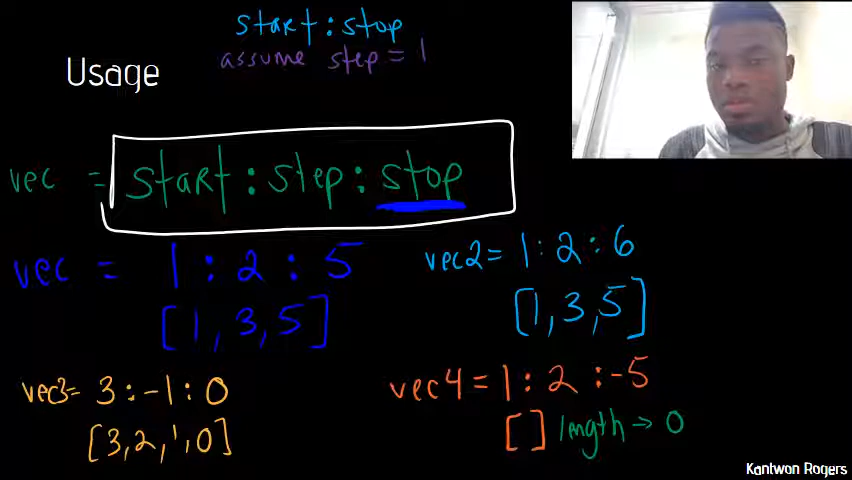 start:stop
assume step = 1
Usage
vec = start:step:stop
vec = 1:2:5
[1,3,5]
vec2= 1:2:6
[1,3,5]
vec3= 3:-1:0
[3,2,1,0]
vec4= 1:2:-5
[ ] length → 0
Kantwon Rogers